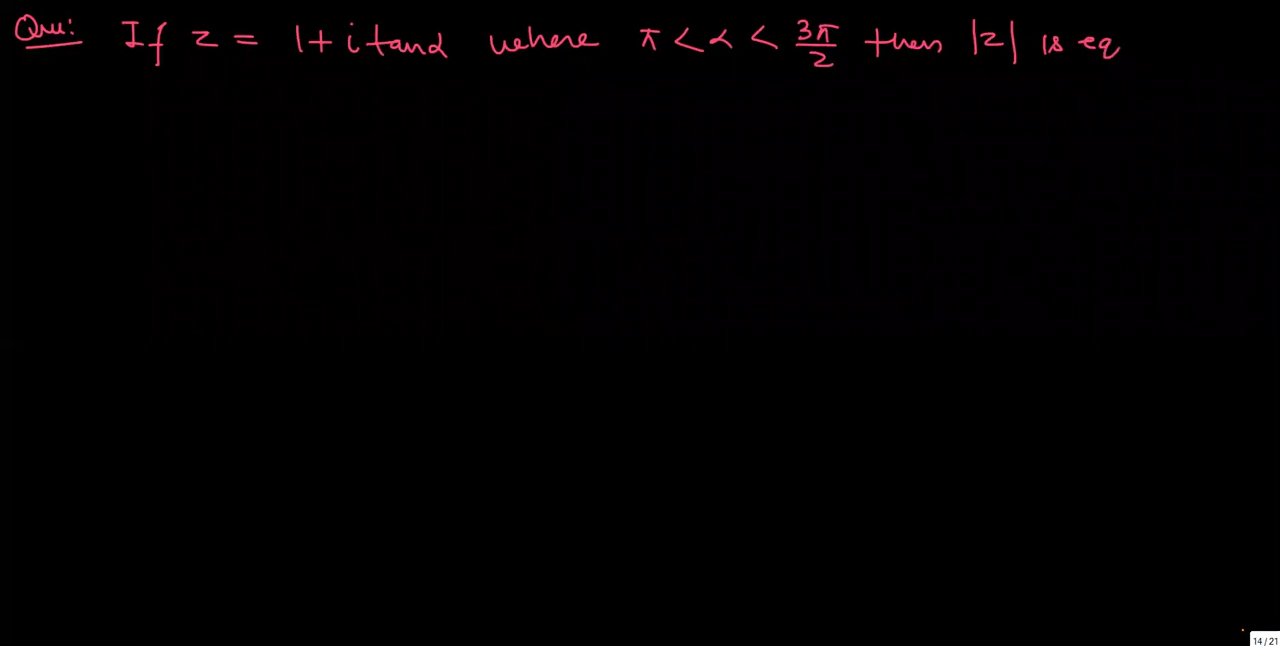 Que: If z = 1 + i tanα where π < α < 3π/2 then |z| is eq
14/21